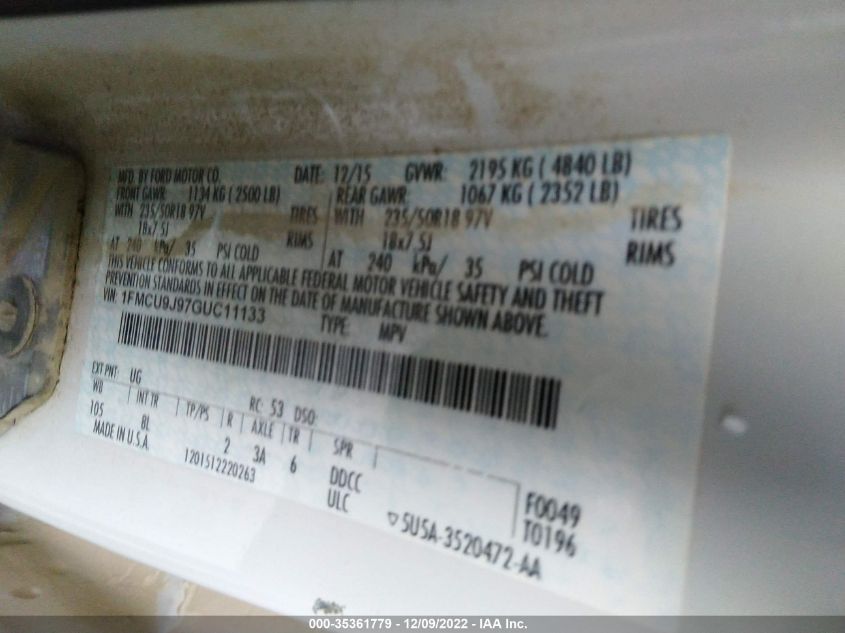 MFD. BY FORD MOTOR CO. DATE: 12/15 GVWR: 2195 KG ( 4840 LB)
FRONT GAWR: 1134 KG ( 2500 LB) REAR GAWR: 1067 KG ( 2352 LB)
WITH 235/50R18 97V TIRES WITH 235/50R18 97V TIRES
18x7 SJ RIMS 18x7 SJ RIMS
AT 240 kPa/ 35 PSI COLD AT 240 kPa/ 35 PSI COLD
THIS VEHICLE CONFORMS TO ALL APPLICABLE FEDERAL MOTOR VEHICLE SAFETY AND THEFT
PREVENTION STANDARDS IN EFFECT ON THE DATE OF MANUFACTURE SHOWN ABOVE.
VIN: 1FMCU9J97GUC11133 TYPE: MPV
EXT PNT: UG RC: 53 DSO:
WB INT TR TP/PS R AXLE TR SPR
105 8L 2 3A 6 DDCC F0049
MADE IN U.S.A. ULC T0196
1201512220263 5U5A-3520472-AA
000-35361779 - 12/09/2022 - IAA Inc.